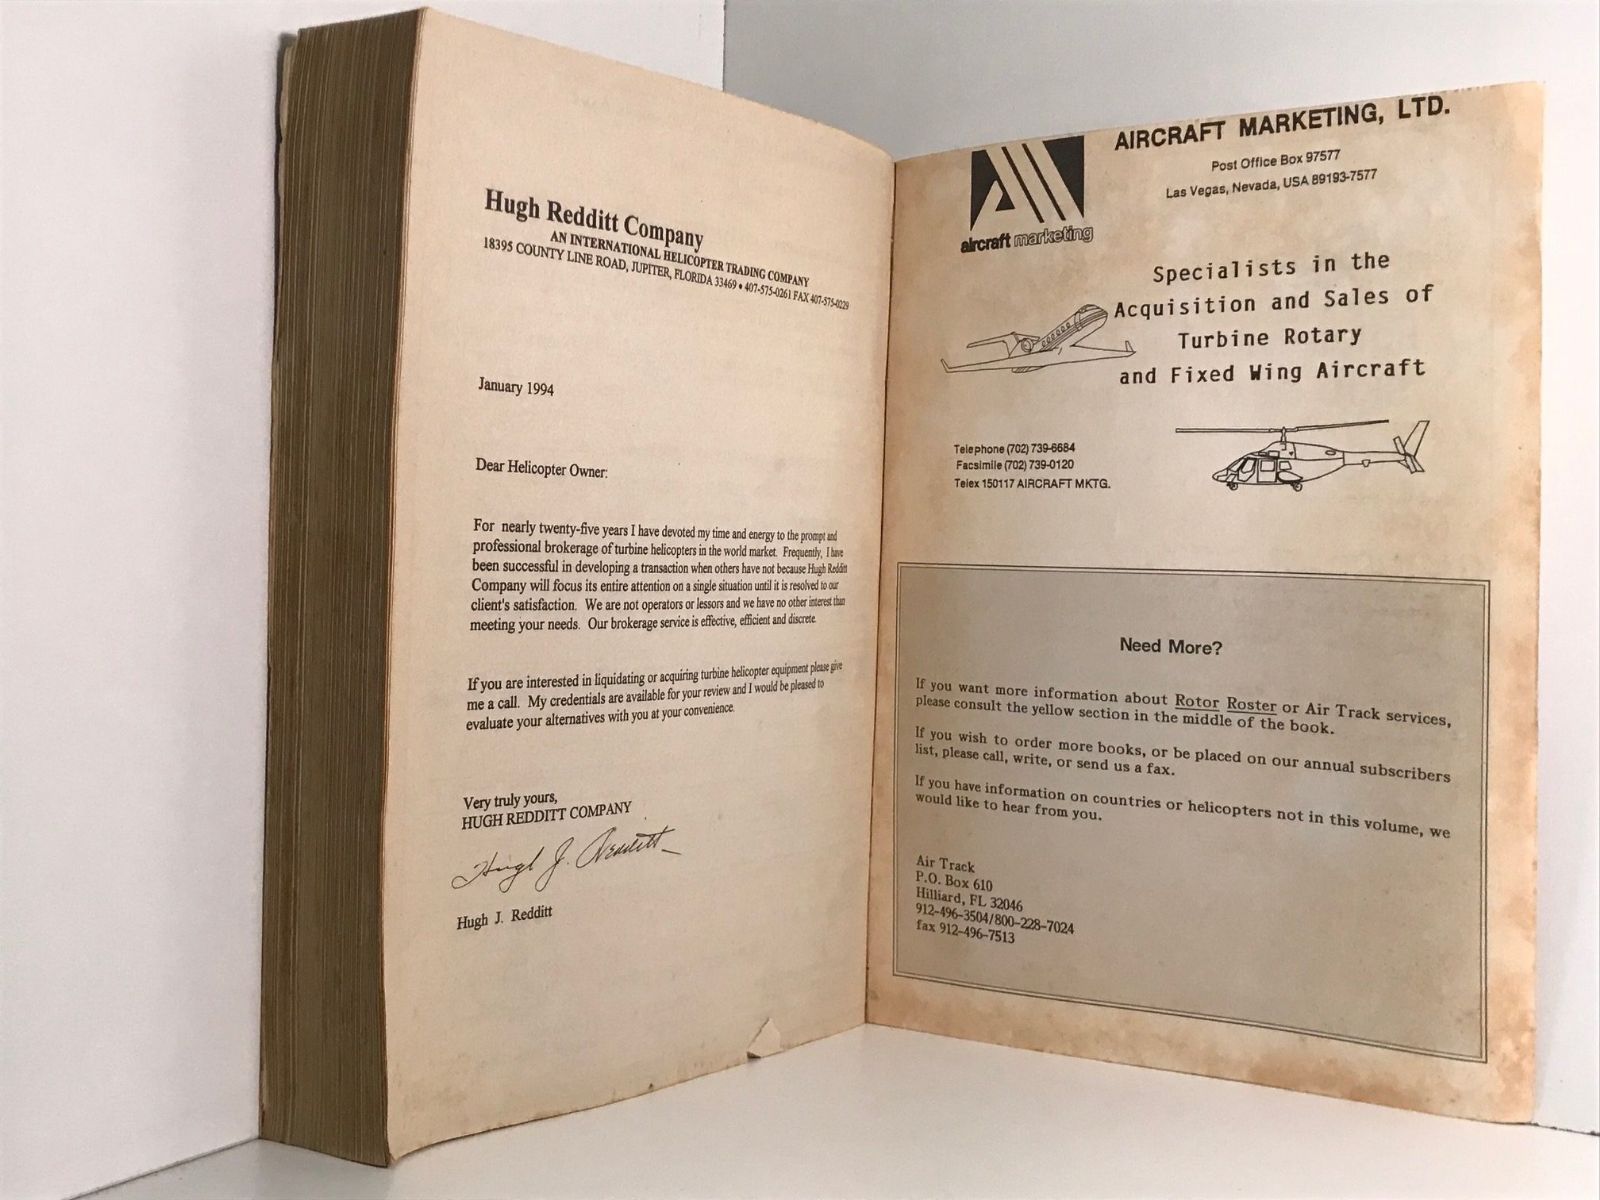 Hugh Redditt Company
AN INTERNATIONAL HELICOPTER TRADING COMPANY
18395 COUNTY LINE ROAD, JUPITER, FLORIDA 33469 • 407-575-0261 FAX 407-575-0229
January 1994
Dear Helicopter Owner:
For nearly twenty-five years I have devoted my time and energy to the prompt and
professional brokerage of turbine helicopters in the world market. Frequently, I have
been successful in developing a transaction when others have not because Hugh Redditt
Company will focus its entire attention on a single situation until it is resolved to our
client's satisfaction. We are not operators or lessors and we have no other interest than
meeting your needs. Our brokerage service is effective, efficient and discrete.
If you are interested in liquidating or acquiring turbine helicopter equipment please give
me a call. My credentials are available for your review and I would be pleased to
evaluate your alternatives with you at your convenience.
Very truly yours,
HUGH REDDITT COMPANY
Hugh J. Redditt
Hugh J. Redditt
AIRCRAFT MARKETING, LTD.
Post Office Box 97577
Las Vegas, Nevada, USA 89193-7577
aircraft marketing
Specialists in the
Acquisition and Sales of
Turbine Rotary
and Fixed Wing Aircraft
Telephone (702) 739-6684
Facsimile (702) 739-0120
Telex 150117 AIRCRAFT MKTG.
Need More?
If you want more information about Rotor Roster or Air Track services,
please consult the yellow section in the middle of the book.
If you wish to order more books, or be placed on our annual subscribers
list, please call, write, or send us a fax.
If you have information on countries or helicopters not in this volume, we
would like to hear from you.
Air Track
P.O. Box 610
Hilliard, FL 32046
912-496-3504/800-228-7024
fax 912-496-7513